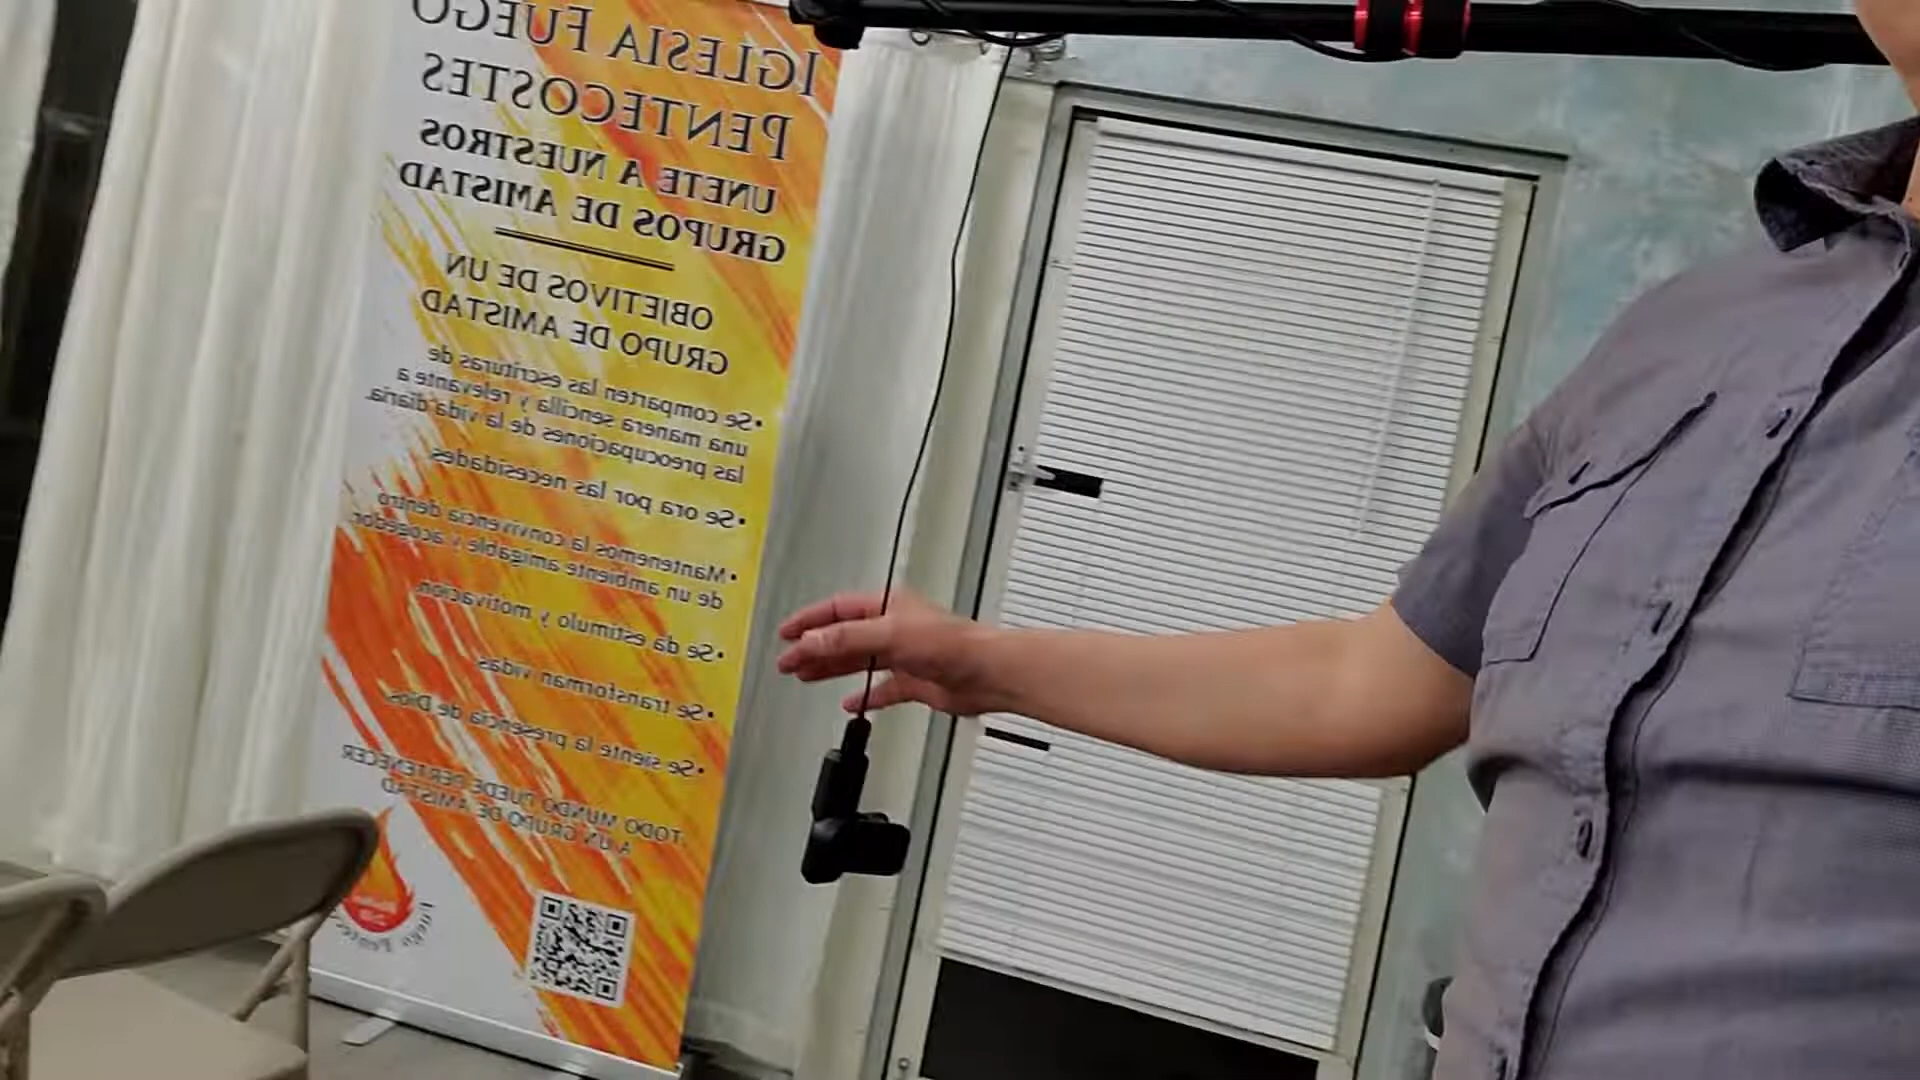 IGLESIA FUEGO
PENTECOSTES
UNETE A NUESTROS
GRUPOS DE AMISTAD
OBJETIVOS DE UN
GRUPO DE AMISTAD
•Se comparten las escrituras de
una manera sencilla y relevante a
las preocupaciones de la vida diaria.
•Se ora por las necesidades.
•Mantenemos la convivencia dentro
de un ambiente amigable y acogedor.
•Se da estimulo y motivacion.
•Se transforman vidas
•Se siente la presencia de Dios.
TODO MUNDO PUEDE PERTENECER
A UN GRUPO DE AMISTAD